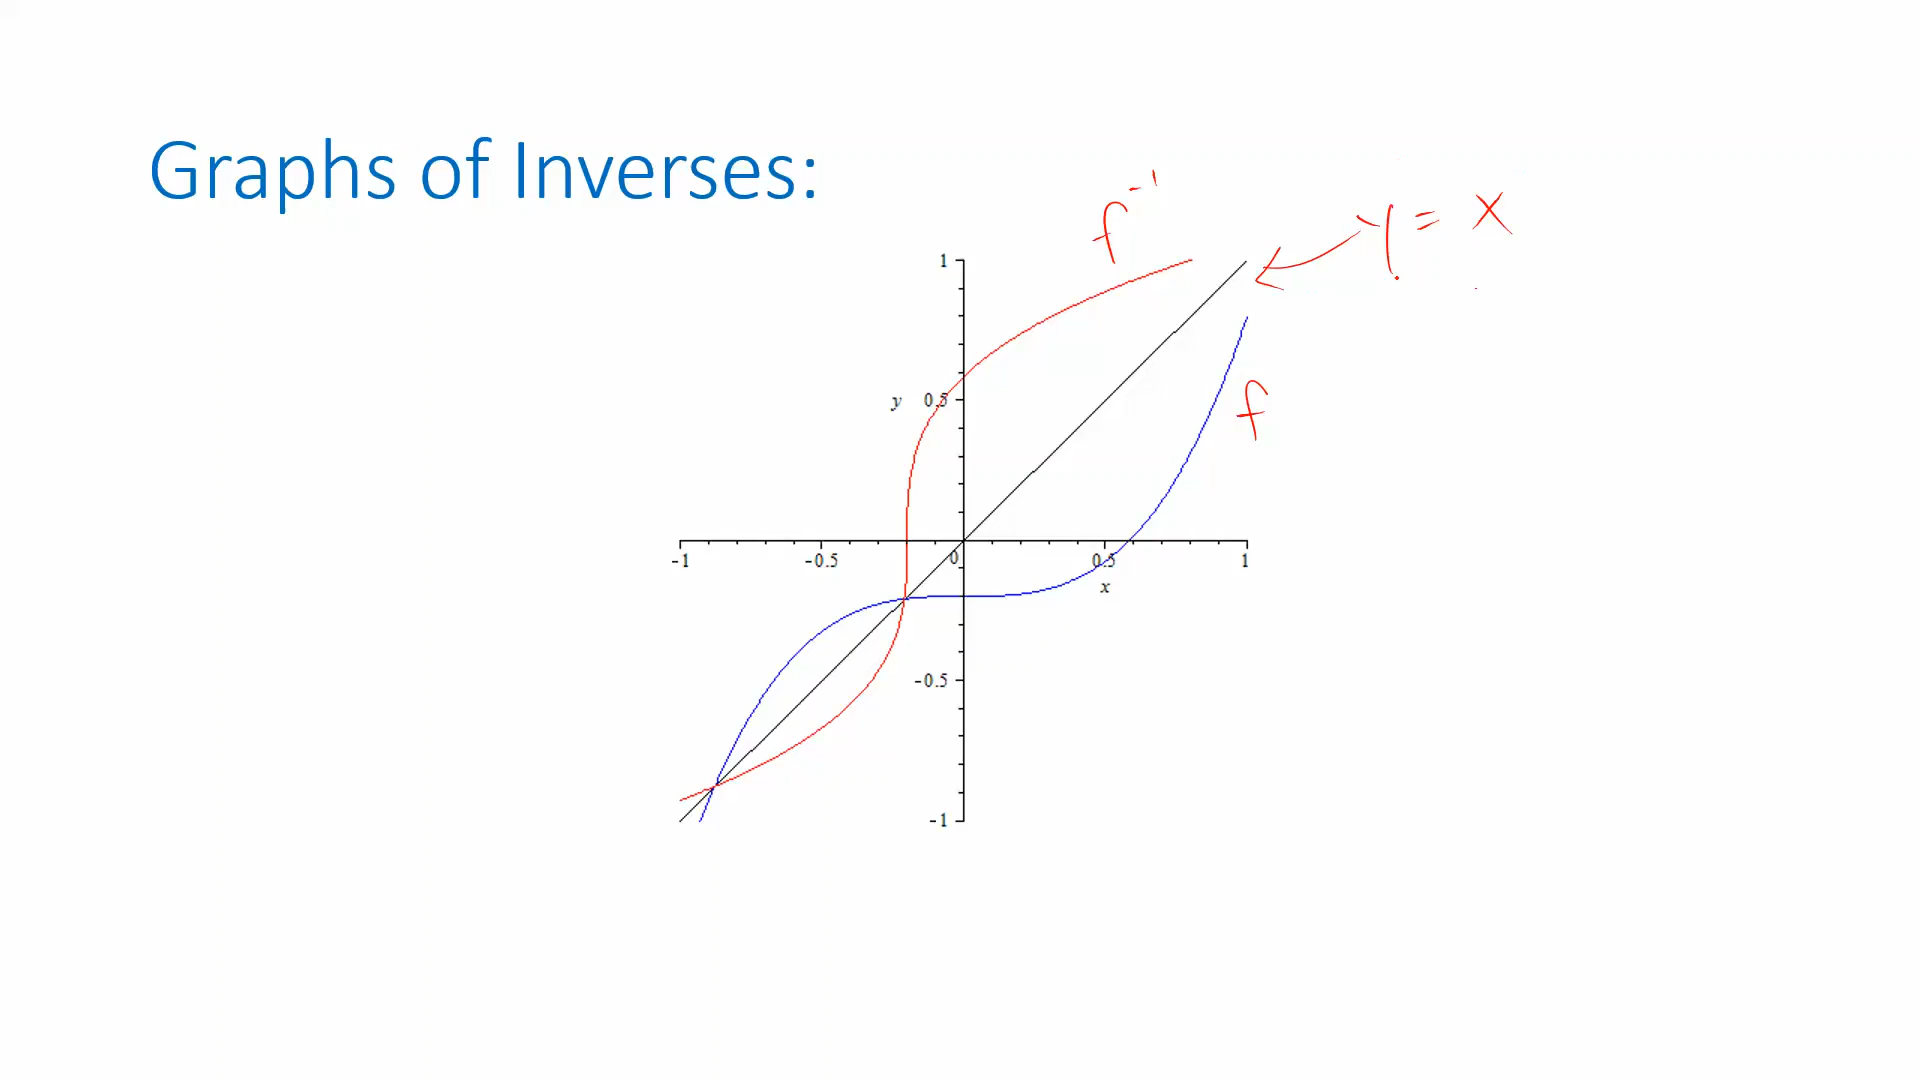 Graphs of Inverses:
f⁻¹
y = x
1
y 0.5
f
-1 -0.5 0 0.5 1
x
-0.5
-1